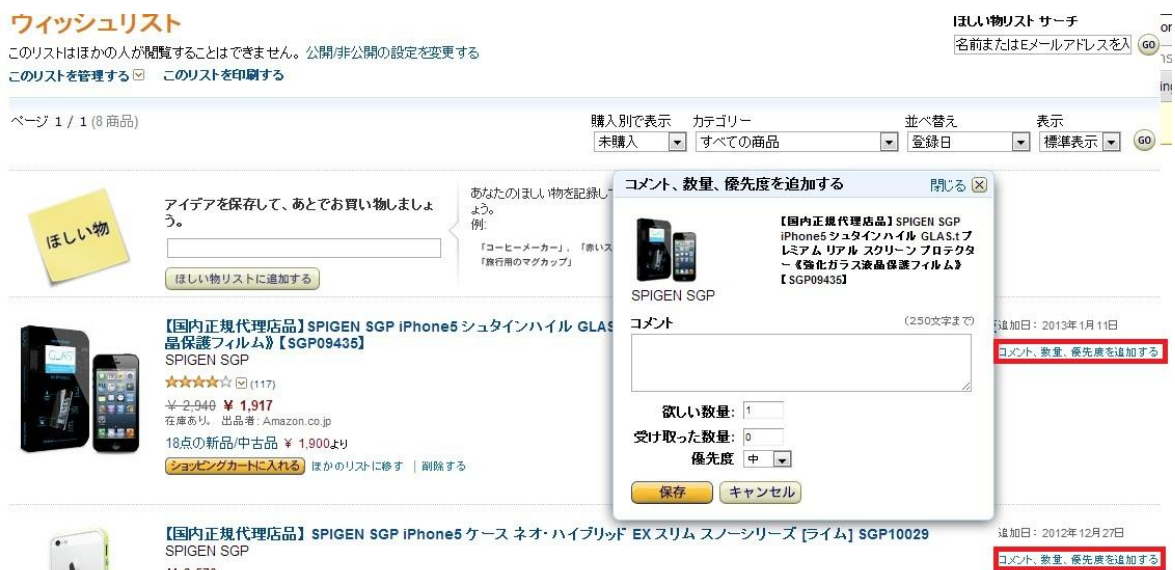 ウィッシュリスト
ほしい物リスト サーチ
このリストはほかの人が閲覧することはできません。公開/非公開の設定を変更する
名前またはEメールアドレスを入
GO
このリストを管理する
このリストを印刷する
ページ 1 / 1 (8 商品)
購入別で表示
カテゴリー
並べ替え
表示
未購入
すべての商品
登録日
標準表示
GO
ほしい物
アイデアを保存して、あとでお買い物しましょ
う。
ほしい物リストに追加する
あなたのほしい物を記録し
ょう。
例:
「コーヒーメーカー」, 「赤いス
「旅行用のマグカップ」
コメント、数量、優先度を追加する
閉じる
【国内正規代理店品】SPIGEN SGP
iPhone5 シュタインハイル GLAS.tプ
レミアム リアル スクリーン プロテクタ
ー《強化ガラス液晶保護フィルム》
【SGP09435】
SPIGEN SGP
コメント
(250文字まで)
欲しい数量: 1
受け取った数量: 0
優先度 中
保存
キャンセル
【国内正規代理店品】SPIGEN SGP iPhone5 シュタインハイル GLAS
晶保護フィルム》【SGP09435】
SPIGEN SGP
(117)
¥ 2,940 ¥ 1,917
在庫あり。 出品者: Amazon.co.jp
18点の新品/中古品 ¥ 1,900より
ショッピングカートに入れる
ほかのリストに移す | 削除する
追加日: 2013年1月11日
コメント、数量、優先度を追加する
【国内正規代理店品】SPIGEN SGP iPhone5 ケース ネオ・ハイブリッド EX スリム スノーシリーズ [ライム] SGP10029
SPIGEN SGP
追加日: 2012年12月27日
コメント、数量、優先度を追加する